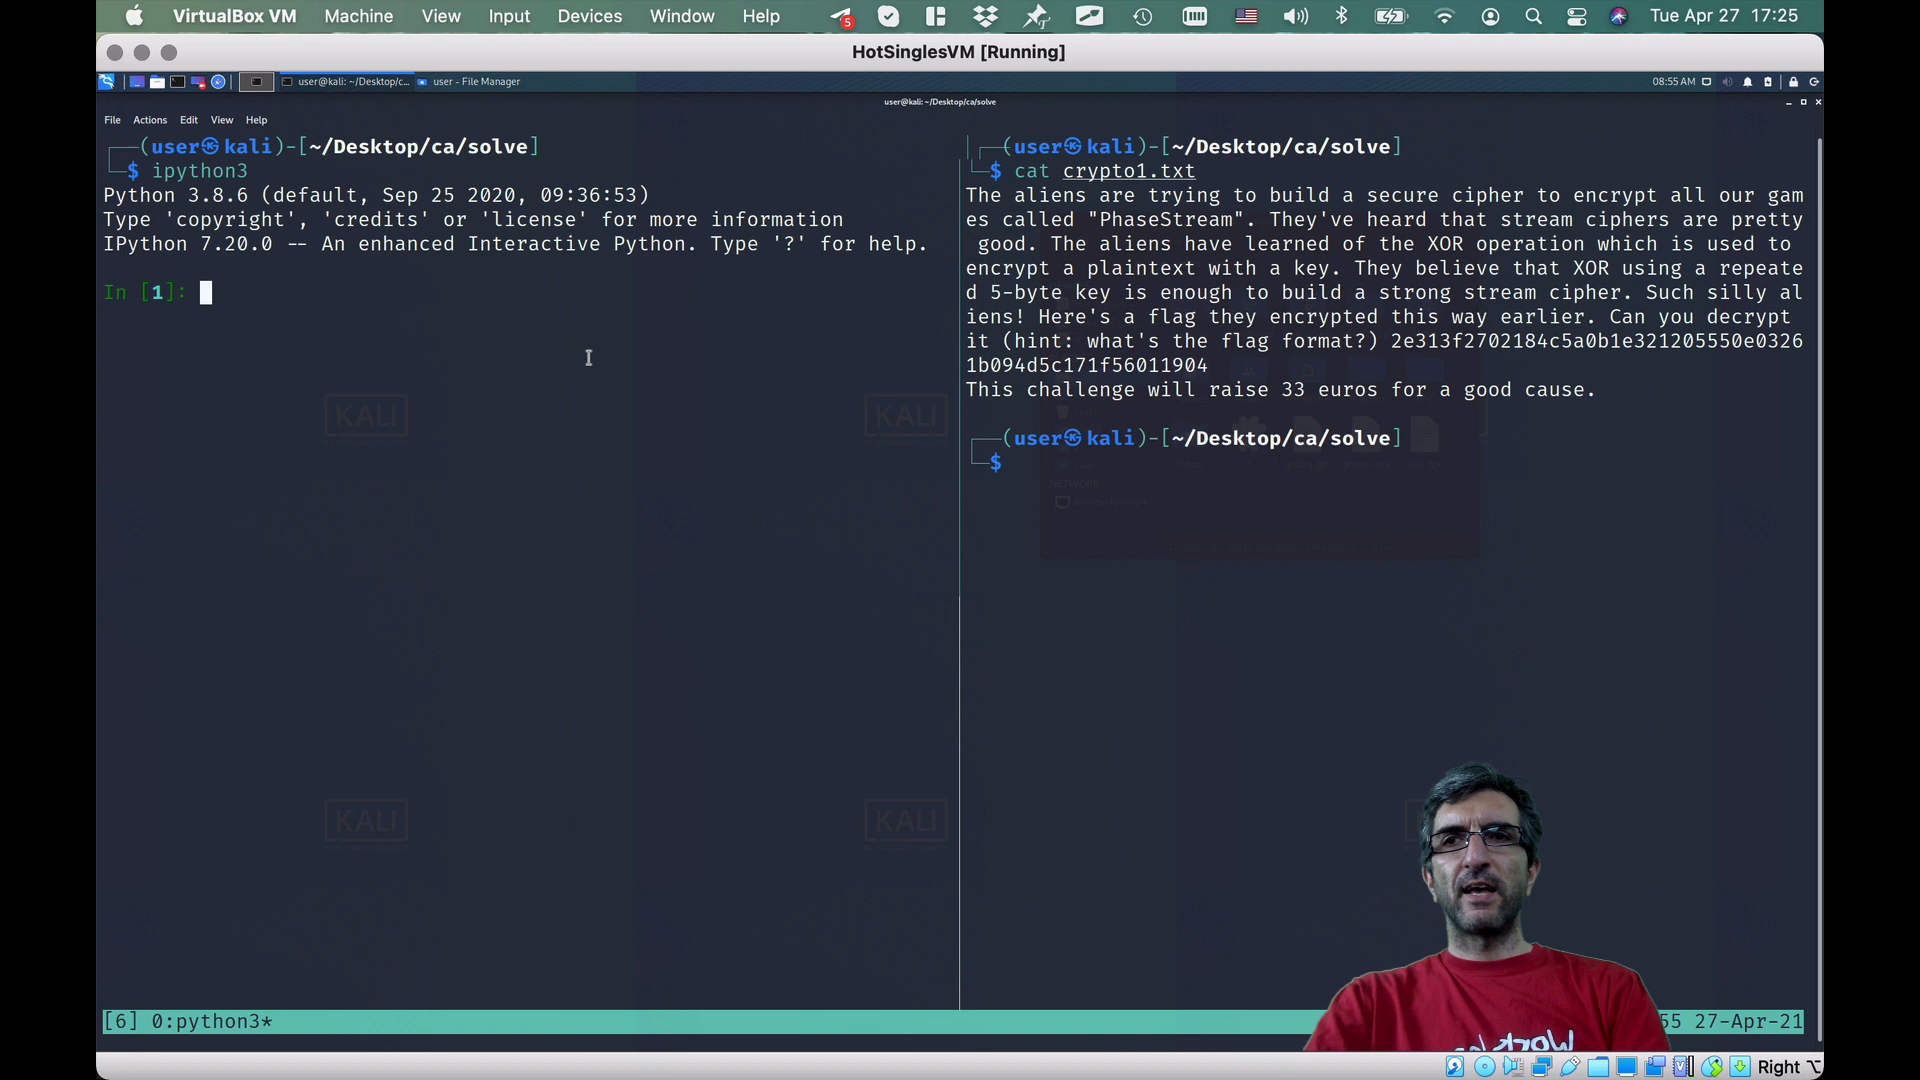 VirtualBox VM Machine View Input Devices Window Help 5 Tue Apr 27 17:25
HotSinglesVM [Running]
user@kali: ~/Desktop/c... user - File Manager 08:55 AM
user@kali: ~/Desktop/ca/solve
File Actions Edit View Help
(user㉿kali)-[~/Desktop/ca/solve]
$ ipython3
Python 3.8.6 (default, Sep 25 2020, 09:36:53)
Type 'copyright', 'credits' or 'license' for more information
IPython 7.20.0 -- An enhanced Interactive Python. Type '?' for help.
In [1]:
(user㉿kali)-[~/Desktop/ca/solve]
$ cat crypto1.txt
The aliens are trying to build a secure cipher to encrypt all our gam
es called "PhaseStream". They've heard that stream ciphers are pretty
good. The aliens have learned of the XOR operation which is used to
encrypt a plaintext with a key. They believe that XOR using a repeate
d 5-byte key is enough to build a strong stream cipher. Such silly al
iens! Here's a flag they encrypted this way earlier. Can you decrypt
it (hint: what's the flag format?) 2e313f2702184c5a0b1e321205550e0326
1b094d5c171f56011904
This challenge will raise 33 euros for a good cause.
(user㉿kali)-[~/Desktop/ca/solve]
$
NETWORK
KALI
KALI
KALI
KALI
[6] 0:python3*
55 27-Apr-21
Right ⌥